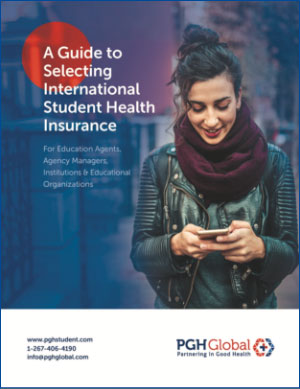 A Guide to
Selecting
International
Student Health
Insurance
For Education Agents,
Agency Managers,
Institutions & Educational
Organizations
www.pghstudent.com
1-267-406-4190
info@pghglobal.com
PGH Global
Partnering In Good Health